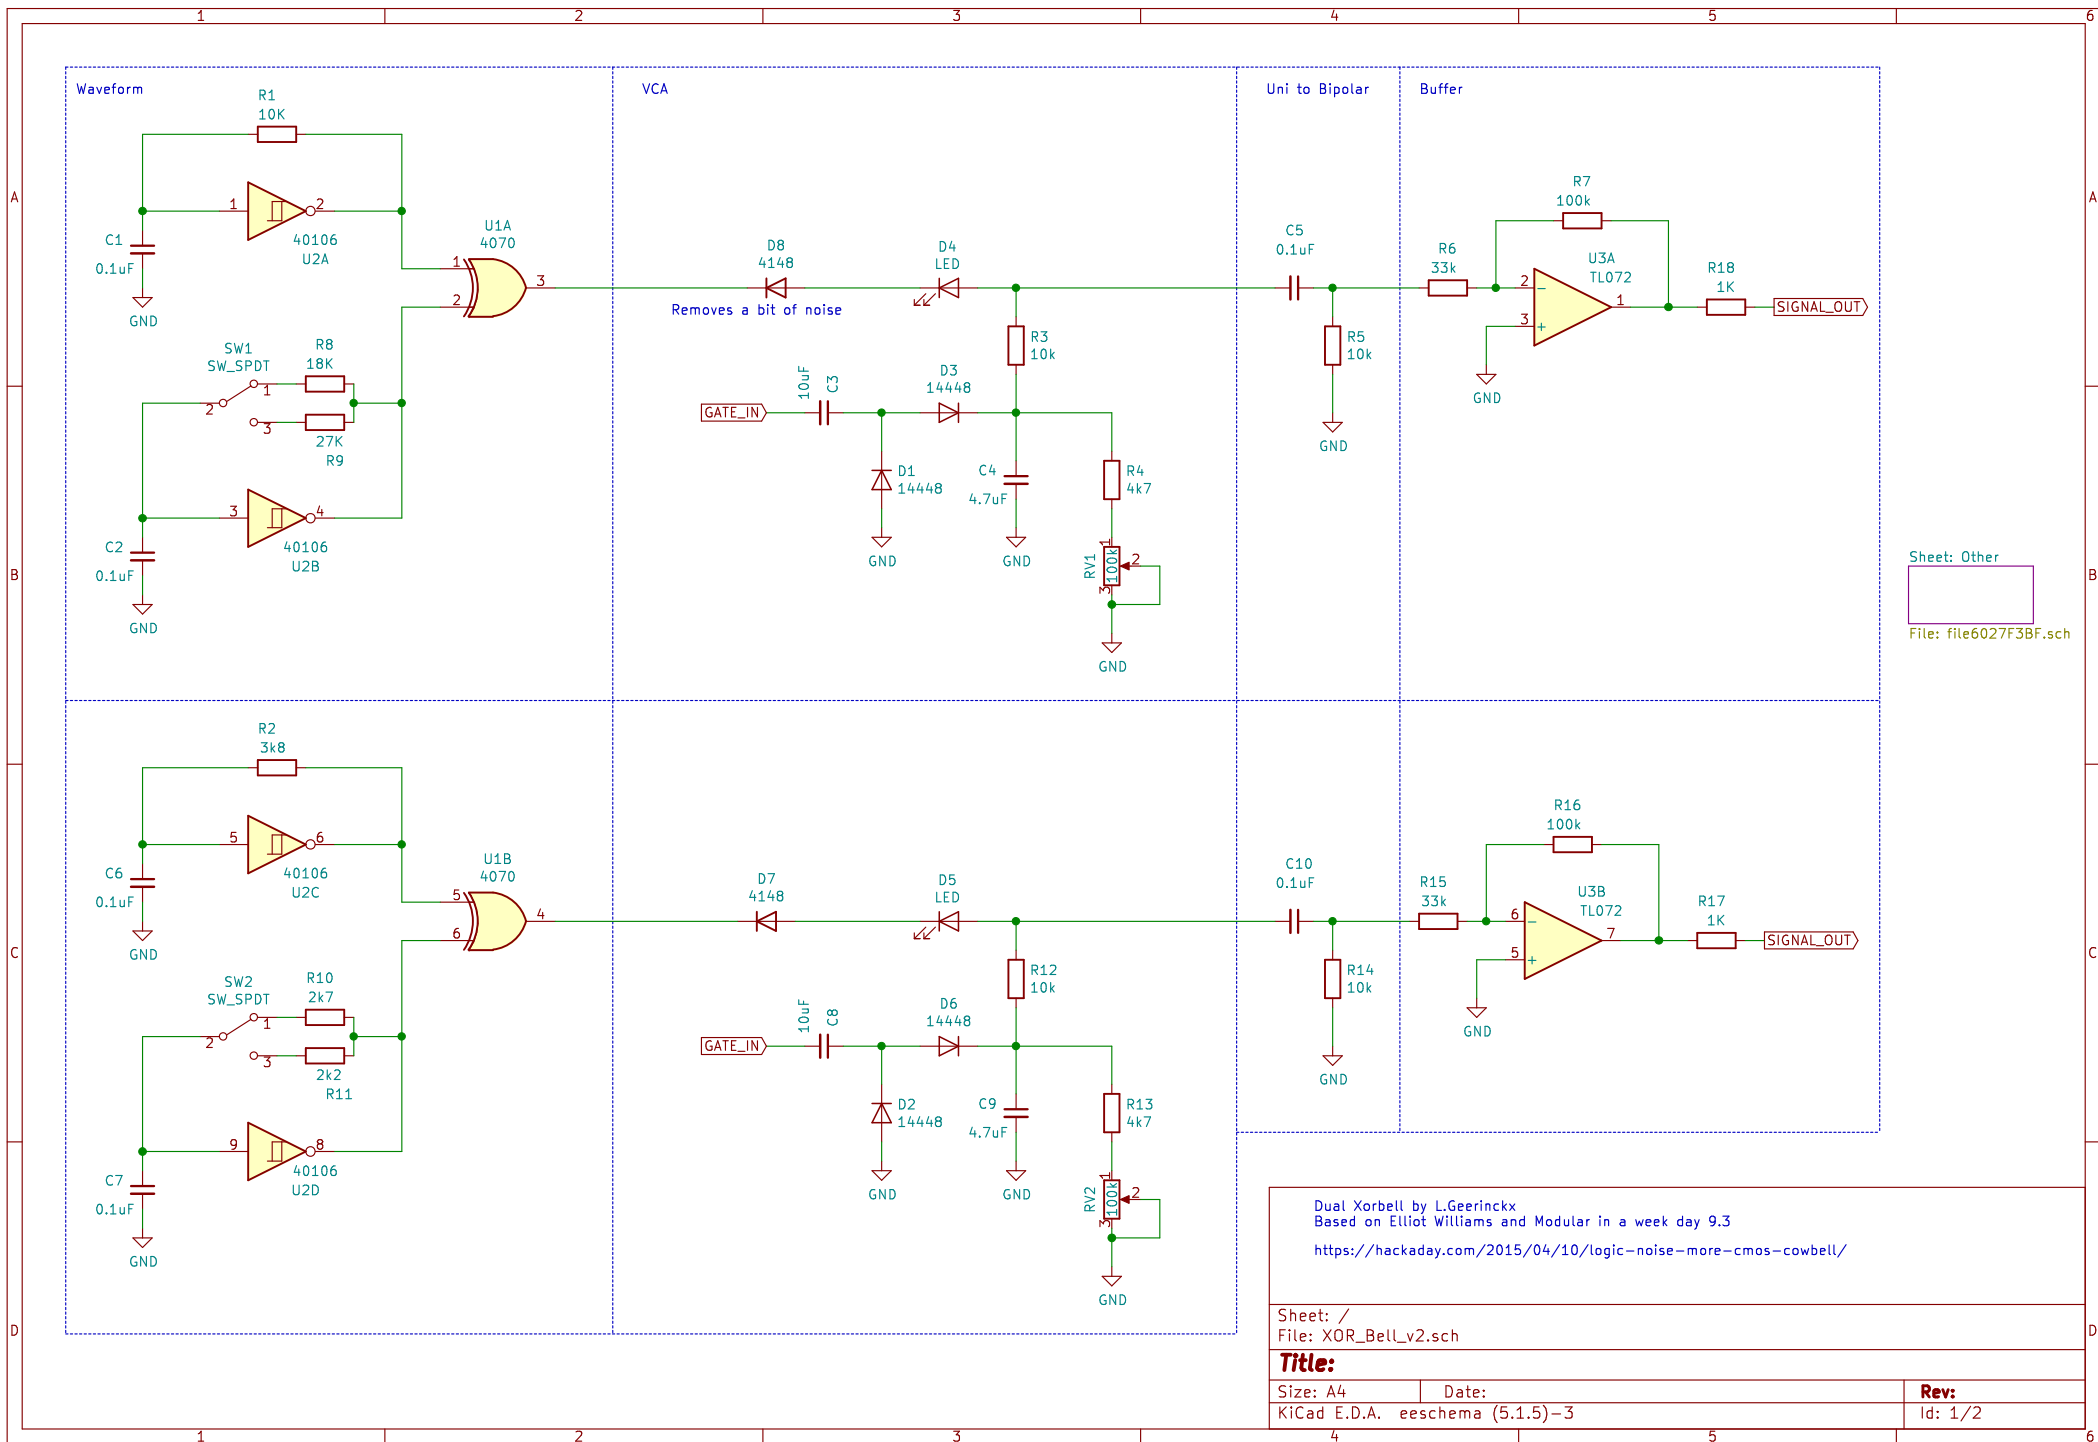 1 2 3 4 5 6
Waveform
VCA
Uni to Bipolar
Buffer
R1
10K
A
A
1
2
40106
U2A
C1
0.1uF
GND
U1A
4070
1
2
3
SW1
SW_SPDT
R8
18K
1
2
3
27K
R9
B
B
3
4
40106
U2B
C2
0.1uF
GND
D8
4148
Removes a bit of noise
D4
LED
R3
10k
10uF
C3
GATE_IN
D3
14448
D1
14448
GND
C4
4.7uF
GND
R4
4k7
1
RV1
100k
2
3
GND
C5
0.1uF
R5
10k
GND
R6
33k
R7
100k
U3A
TL072
2
−
3
+
1
GND
R18
1K
SIGNAL_OUT
Sheet: Other
File: file6027F3BF.sch
R2
3k8
5
6
40106
U2C
C6
0.1uF
GND
U1B
4070
5
6
4
C
C
SW2
SW_SPDT
R10
2k7
1
2
3
2k2
R11
9
8
40106
U2D
C7
0.1uF
GND
D7
4148
D5
LED
R12
10k
10uF
C8
GATE_IN
D6
14448
D2
14448
GND
C9
4.7uF
GND
R13
4k7
1
RV2
100k
2
3
GND
C10
0.1uF
R14
10k
GND
R15
33k
R16
100k
U3B
TL072
6
−
5
+
7
GND
R17
1K
SIGNAL_OUT
D
D
Dual Xorbell by L.Geerinckx
Based on Elliot Williams and Modular in a week day 9.3
https://hackaday.com/2015/04/10/logic-noise-more-cmos-cowbell/
Sheet: /
File: XOR_Bell_v2.sch
Title:
Size: A4 Date: Rev:
KiCad E.D.A. eeschema (5.1.5)-3 Id: 1/2
1 2 3 4 5 6